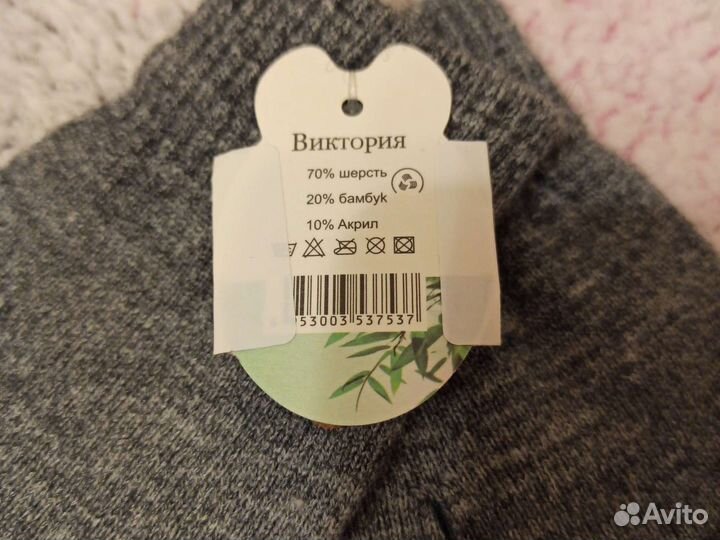 Виктория
70% шерсть
20% бамбук
10% Акрил
53003 537537
Avito